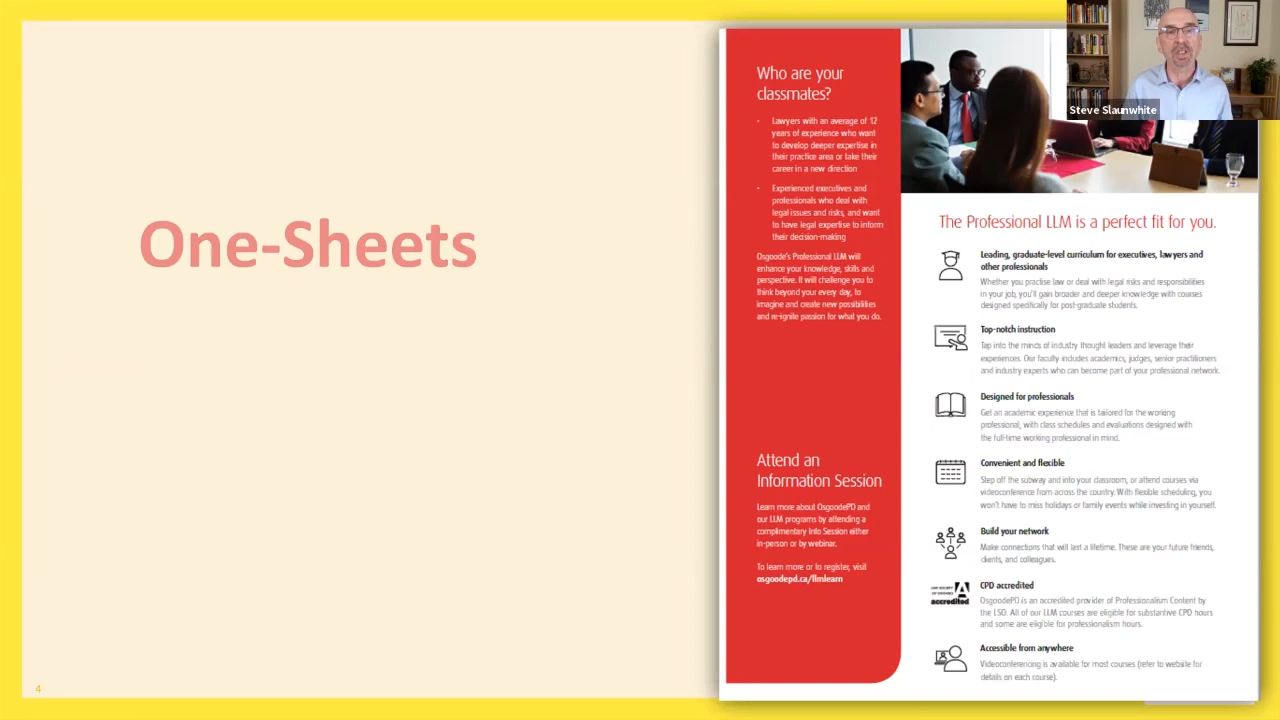 One-Sheets
4
Who are your
classmates?
• Lawyers with an average of 12
years of experience who want
to develop deeper expertise in
their practice area or take their
career in a new direction
• Experienced executives and
professionals who deal with
legal issues and risks, and want
to have legal expertise to inform
their decision-making
Osgoode's Professional LLM will
enhance your knowledge, skills and
perspective. It will challenge you to
think beyond your every day, to
imagine and create new possibilities
and re-ignite passion for what you do.
Attend an
Information Session
Learn more about OsgoodePD and
our LLM programs by attending a
complimentary Info Session either
in-person or by webinar.
To learn more or to register, visit
osgoodepd.ca/llmlearn
Steve Slaunwhite
The Professional LLM is a perfect fit for you.
Leading, graduate-level curriculum for executives, lawyers and
other professionals
Whether you practise law or deal with legal risks and responsibilities
in your job, you'll gain broader and deeper knowledge with courses
designed specifically for post-graduate students.
Top-notch instruction
Tap into the minds of industry thought leaders and leverage their
experiences. Our faculty includes academics, judges, senior practitioners
and industry experts who can become part of your professional network.
Designed for professionals
Get an academic experience that is tailored for the working
professional, with class schedules and evaluations designed with
the full-time working professional in mind.
Convenient and flexible
Step off the subway and into your classroom, or attend courses via
videoconference from across the country. With flexible scheduling, you
won't have to miss holidays or family events while investing in yourself.
Build your network
Make connections that will last a lifetime. These are your future friends,
clients, and colleagues.
accredited
CPD accredited
OsgoodePD is an accredited provider of Professionalism Content by
the LSO. All of our LLM courses are eligible for substantive CPD hours
and some are eligible for professionalism hours.
Accessible from anywhere
Videoconferencing is available for most courses (refer to website for
details on each course).